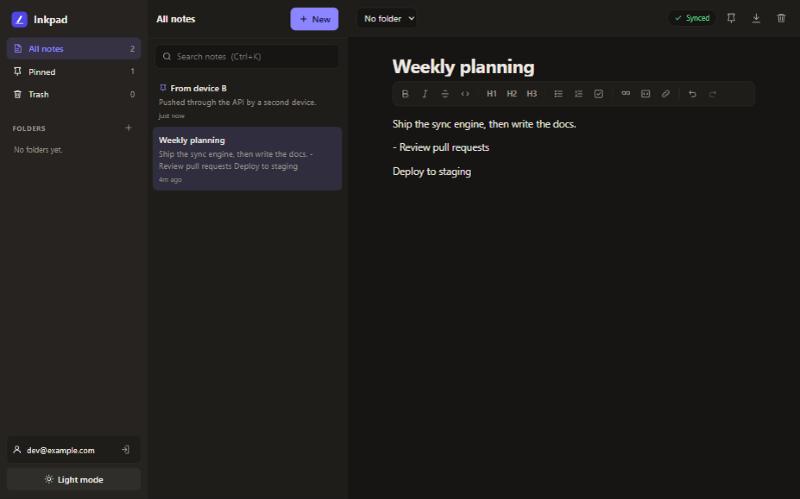 Inkpad
All notes 2
Pinned 1
Trash 0
FOLDERS
No folders yet.
dev@example.com
Light mode
All notes
New
Search notes (Ctrl+K)
From device B
Pushed through the API by a second device.
just now
Weekly planning
Ship the sync engine, then write the docs. -
Review pull requests Deploy to staging
4m ago
No folder
Synced
Weekly planning
H1 H2 H3
Ship the sync engine, then write the docs.
- Review pull requests
Deploy to staging